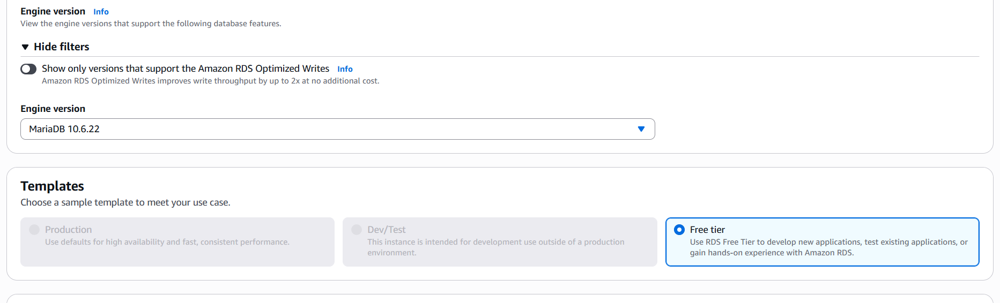 Engine version Info
View the engine versions that support the following database features.
Hide filters
Show only versions that support the Amazon RDS Optimized Writes Info
Amazon RDS Optimized Writes improves write throughput by up to 2x at no additional cost.
Engine version
MariaDB 10.6.22
Templates
Choose a sample template to meet your use case.
Production
Use defaults for high availability and fast, consistent performance.
Dev/Test
This instance is intended for development use outside of a production
environment.
Free tier
Use RDS Free Tier to develop new applications, test existing applications, or
gain hands-on experience with Amazon RDS.